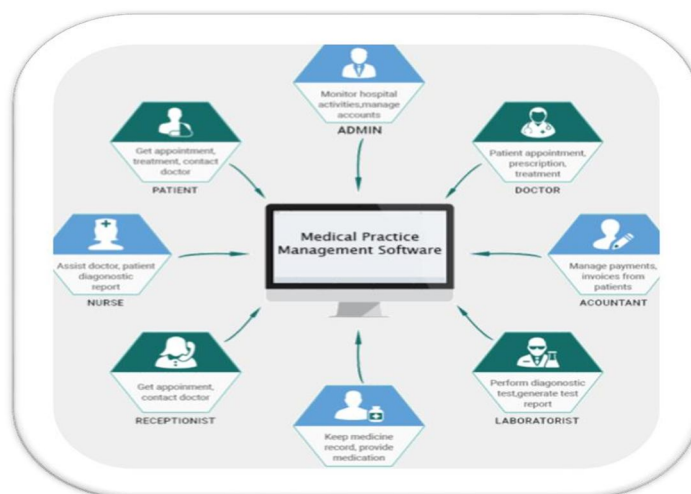 Monitor hospital
activities,manage
accounts
ADMIN
Get appointment,
treatment, contact
doctor
PATIENT
Patient appointment,
prescription,
treatment
DOCTOR
Medical Practice
Management Software
Assist doctor, patient
diagonostic
report
NURSE
Manage payments,
invoices from
patients
ACOUNTANT
Get appoinment,
contact doctor
RECEPTIONIST
Perform diagonostic
test,generate test
report
LABORATORIST
Keep medicine
record, provide
medication